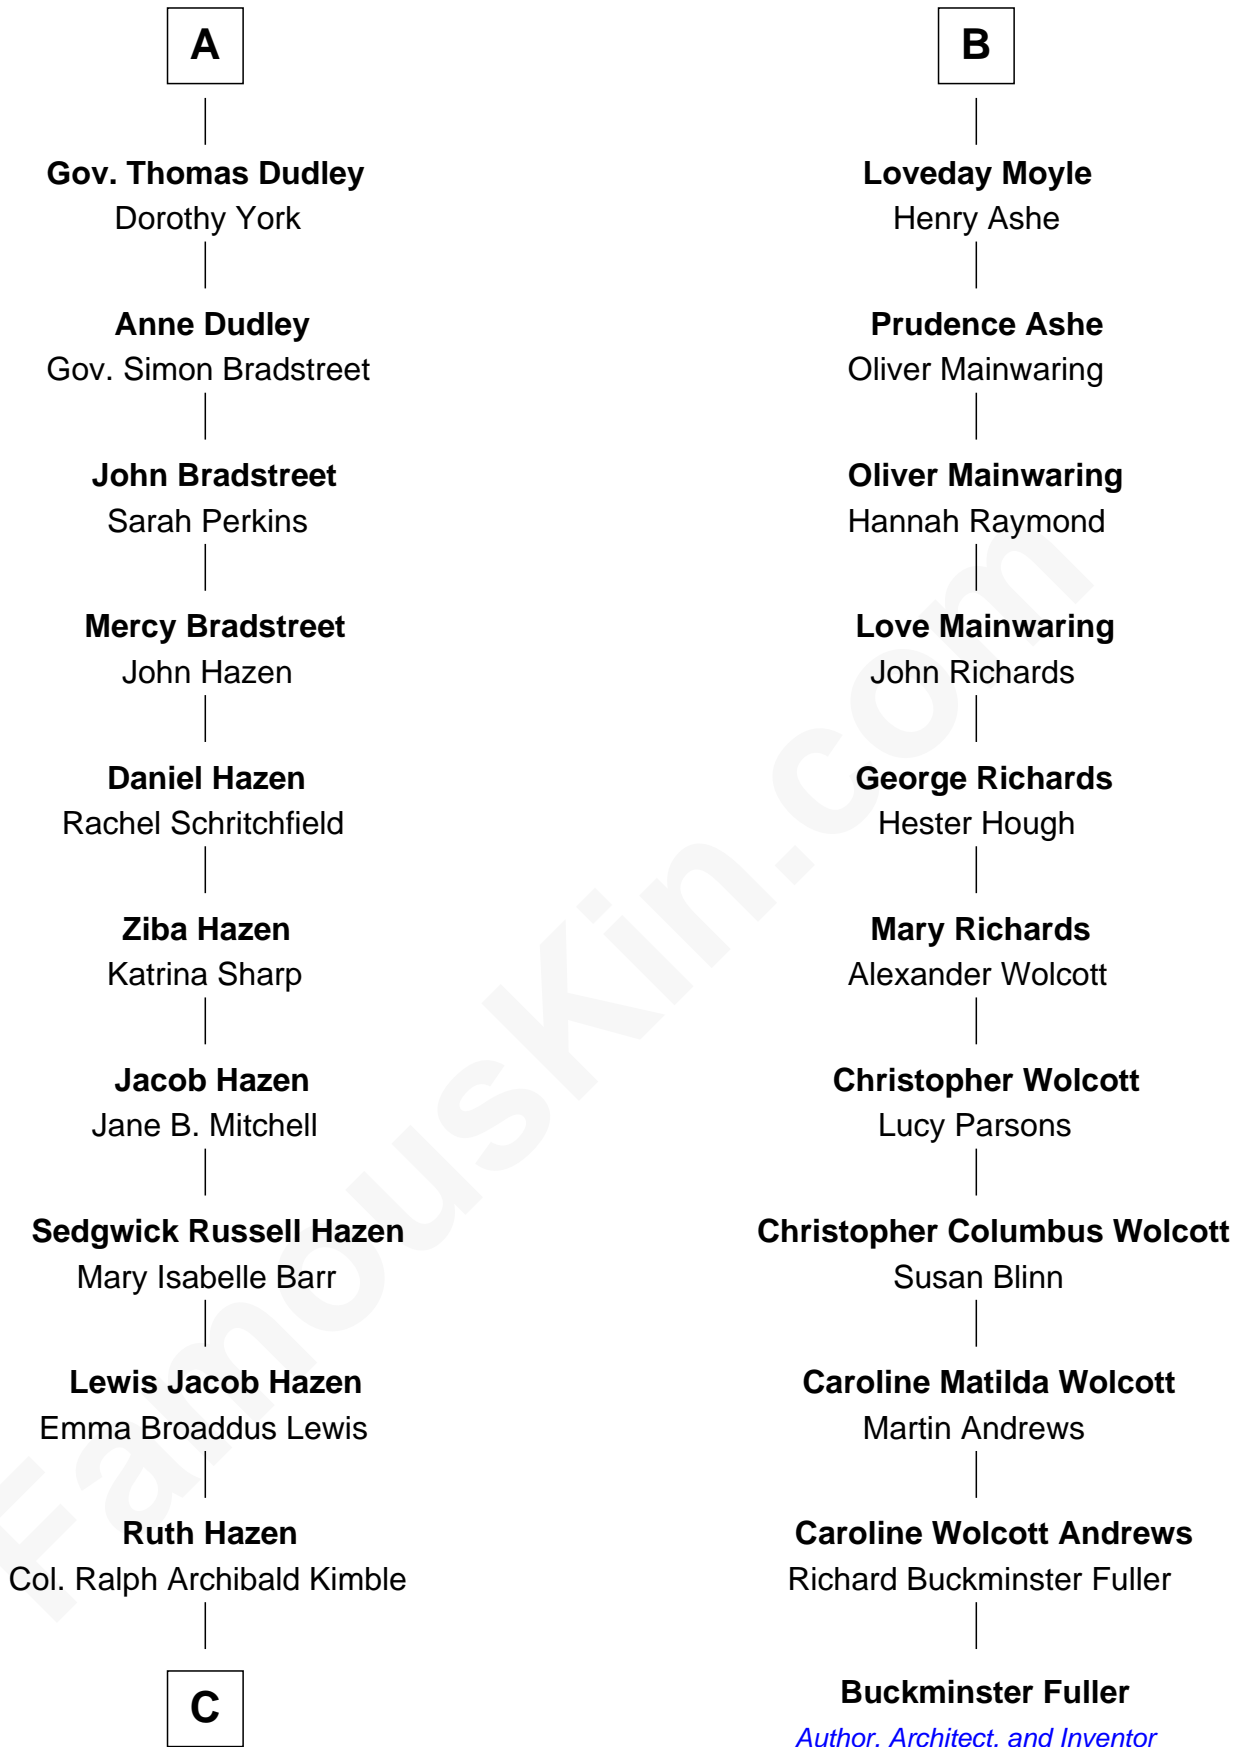 A
Gov. Thomas Dudley
Dorothy York
Anne Dudley
Gov. Simon Bradstreet
John Bradstreet
Sarah Perkins
Mercy Bradstreet
John Hazen
Daniel Hazen
Rachel Schritchfield
Ziba Hazen
Katrina Sharp
Jacob Hazen
Jane B. Mitchell
Sedgwick Russell Hazen
Mary Isabelle Barr
Lewis Jacob Hazen
Emma Broaddus Lewis
Ruth Hazen
Col. Ralph Archibald Kimble
C
B
Loveday Moyle
Henry Ashe
Prudence Ashe
Oliver Mainwaring
Oliver Mainwaring
Hannah Raymond
Love Mainwaring
John Richards
George Richards
Hester Hough
Mary Richards
Alexander Wolcott
Christopher Wolcott
Lucy Parsons
Christopher Columbus Wolcott
Susan Blinn
Caroline Matilda Wolcott
Martin Andrews
Caroline Wolcott Andrews
Richard Buckminster Fuller
Buckminster Fuller
Author, Architect, and Inventor
FamousKin.com